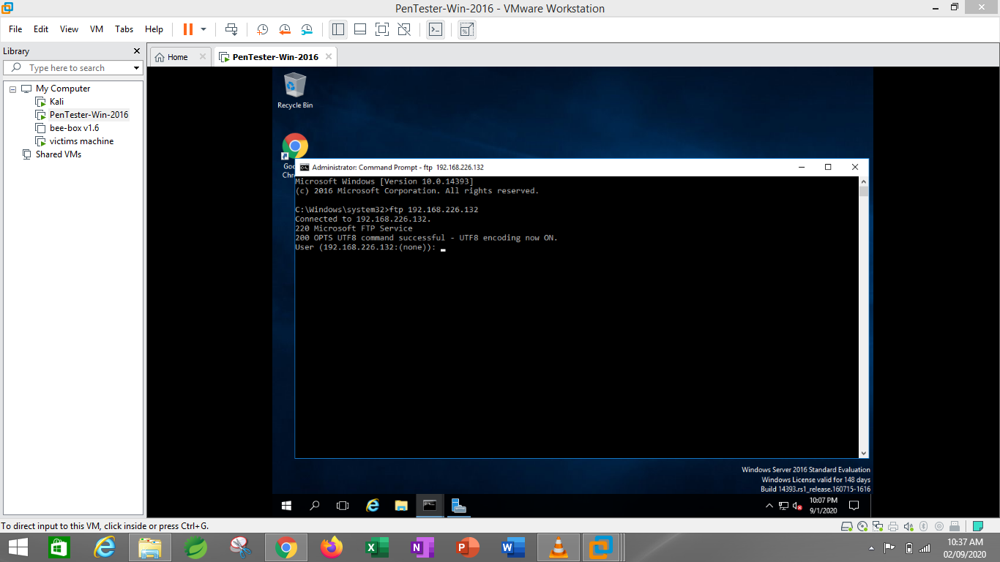 PenTester-Win-2016 - VMware Workstation
File Edit View VM Tabs Help
Library
Type here to search
My Computer
Kali
PenTester-Win-2016
bee-box v1.6
victims machine
Shared VMs
Home
PenTester-Win-2016
Recycle Bin
Goo
Chro
Administrator: Command Prompt - ftp 192.168.226.132
Microsoft Windows [Version 10.0.14393]
(c) 2016 Microsoft Corporation. All rights reserved.
C:\Windows\system32>ftp 192.168.226.132
Connected to 192.168.226.132.
220 Microsoft FTP Service
200 OPTS UTF8 command successful - UTF8 encoding now ON.
User (192.168.226.132:(none)):
Windows Server 2016 Standard Evaluation
Windows License valid for 148 days
Build 14393.rs1_release.160715-1616
10:07 PM
9/1/2020
To direct input to this VM, click inside or press Ctrl+G.
10:37 AM
02/09/2020